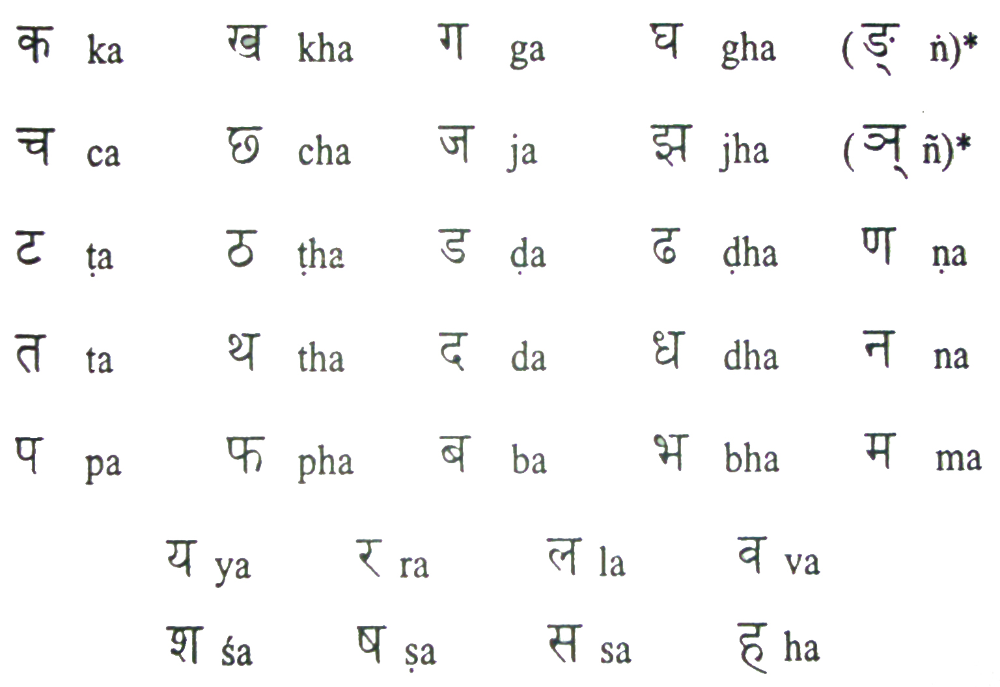 क ka ख kha ग ga घ gha (ङ् ṅ)*
च ca छ cha ज ja झ jha (ञ् ñ)*
ट ṭa ठ ṭha ड ḍa ढ ḍha ण ṇa
त ta थ tha द da ध dha न na
प pa फ pha ब ba भ bha म ma
य ya र ra ल la व va
श śa ष ṣa स sa ह ha